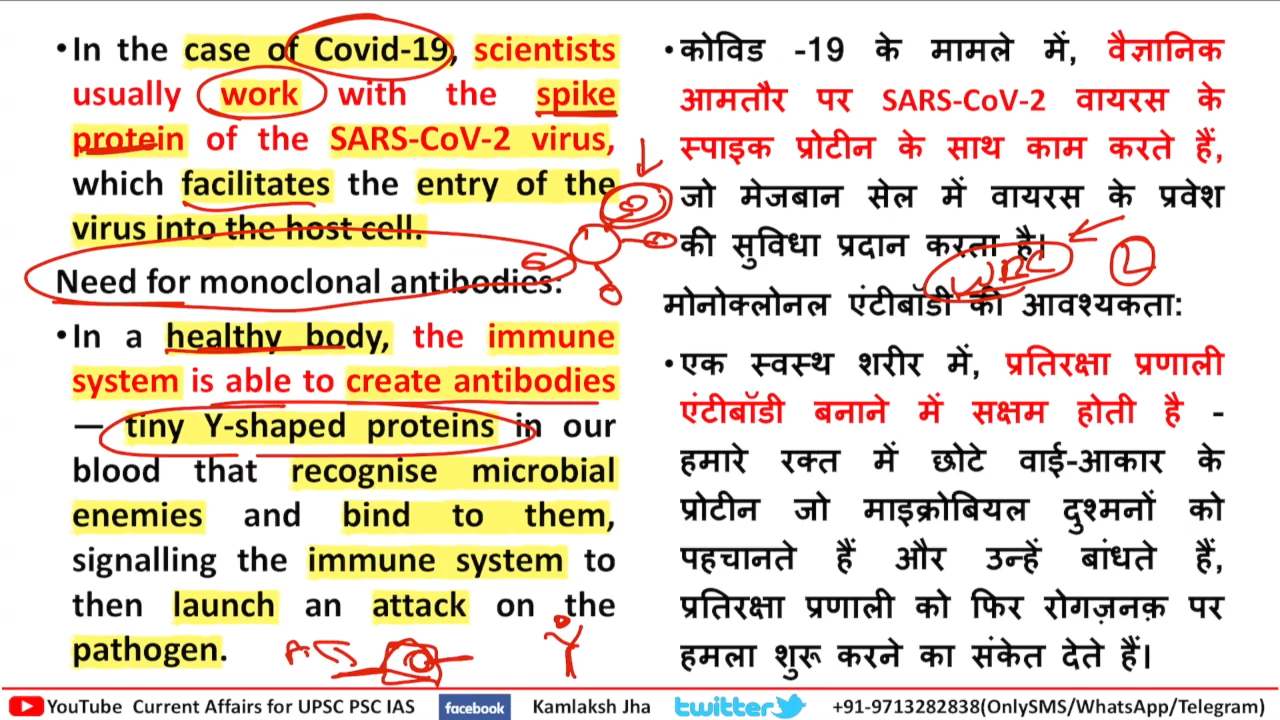 •In the case of Covid-19, scientists
usually work with the spike
protein of the SARS-CoV-2 virus,
which facilitates the entry of the
virus into the host cell.
Need for monoclonal antibodies:
•In a healthy body, the immune
system is able to create antibodies
— tiny Y-shaped proteins in our
blood that recognise microbial
enemies and bind to them,
signalling the immune system to
then launch an attack on the
pathogen.
•कोविड -19 के मामले में, वैज्ञानिक
आमतौर पर SARS-CoV-2 वायरस के
स्पाइक प्रोटीन के साथ काम करते हैं,
जो मेजबान सेल में वायरस के प्रवेश
की सुविधा प्रदान करता है।
WBC
मोनोक्लोनल एंटीबॉडी की आवश्यकता:
•एक स्वस्थ शरीर में, प्रतिरक्षा प्रणाली
एंटीबॉडी बनाने में सक्षम होती है -
हमारे रक्त में छोटे वाई-आकार के
प्रोटीन जो माइक्रोबियल दुश्मनों को
पहचानते हैं और उन्हें बांधते हैं,
प्रतिरक्षा प्रणाली को फिर रोगज़नक़ पर
हमला शुरू करने का संकेत देते हैं।
YouTube Current Affairs for UPSC PSC IAS facebook Kamlaksh Jha twitter +91-9713282838(OnlySMS/WhatsApp/Telegram)